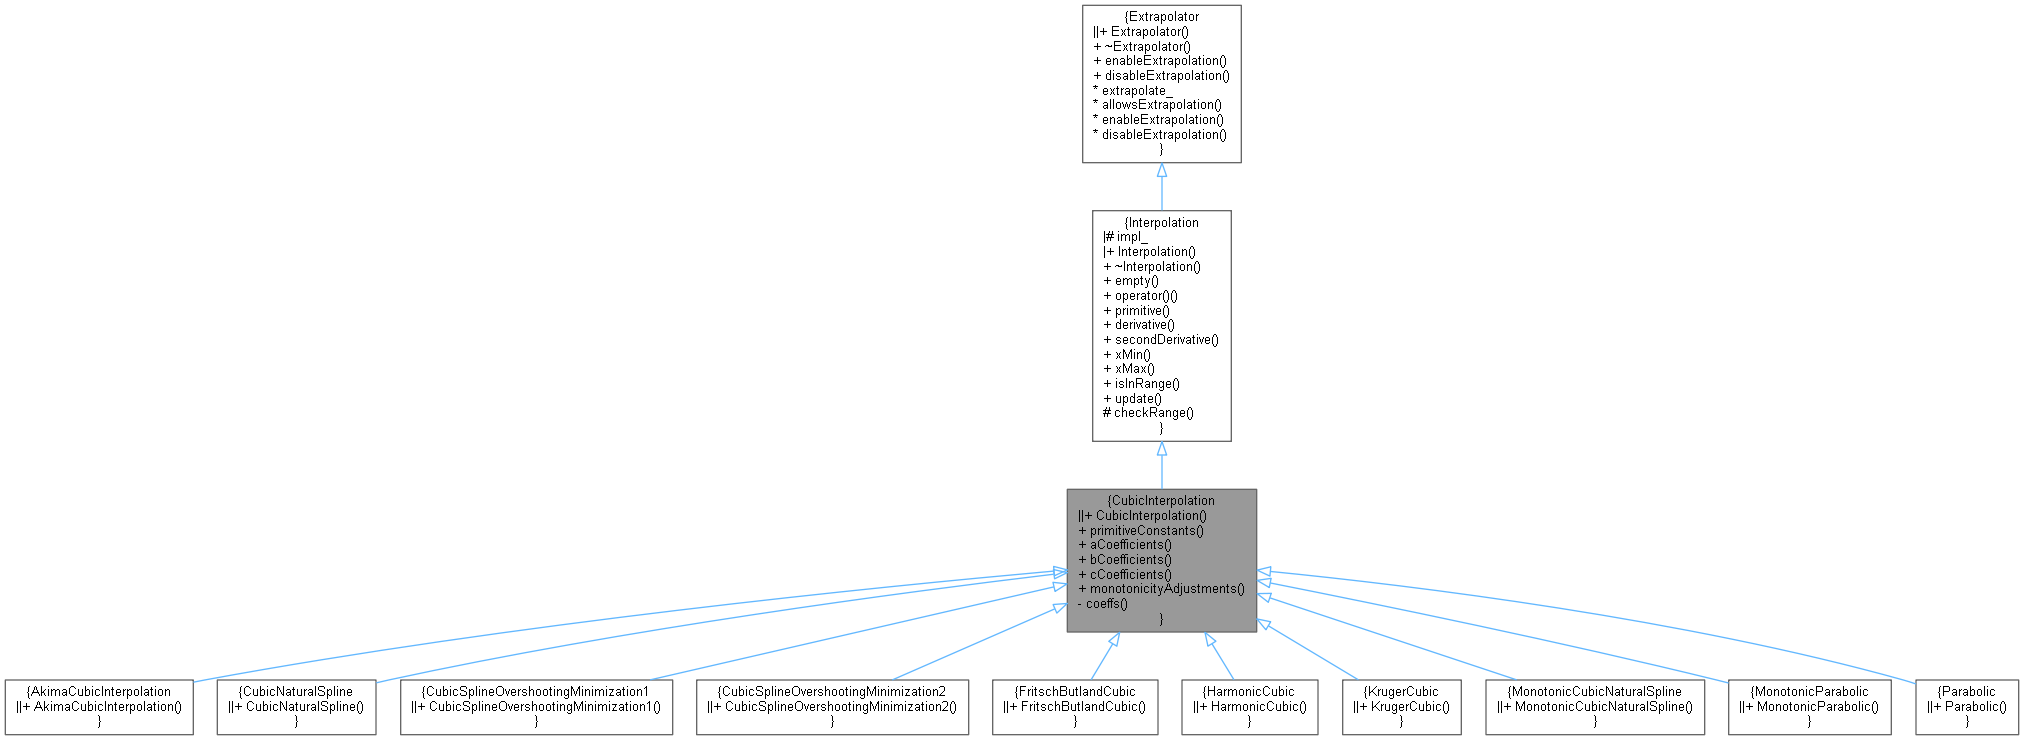 {Extrapolator
||+ Extrapolator()
+ ~Extrapolator()
+ enableExtrapolation()
+ disableExtrapolation()
* extrapolate_
* allowsExtrapolation()
* enableExtrapolation()
* disableExtrapolation()
}
{Interpolation
|# impl_
|+ Interpolation()
+ ~Interpolation()
+ empty()
+ operator()()
+ primitive()
+ derivative()
+ secondDerivative()
+ xMin()
+ xMax()
+ isInRange()
+ update()
# checkRange()
}
{CubicInterpolation
||+ CubicInterpolation()
+ primitiveConstants()
+ aCoefficients()
+ bCoefficients()
+ cCoefficients()
+ monotonicityAdjustments()
- coeffs()
}
{AkimaCubicInterpolation
||+ AkimaCubicInterpolation()
}
{CubicNaturalSpline
||+ CubicNaturalSpline()
}
{CubicSplineOvershootingMinimization1
||+ CubicSplineOvershootingMinimization1()
}
{CubicSplineOvershootingMinimization2
||+ CubicSplineOvershootingMinimization2()
}
{FritschButlandCubic
||+ FritschButlandCubic()
}
{HarmonicCubic
||+ HarmonicCubic()
}
{KrugerCubic
||+ KrugerCubic()
}
{MonotonicCubicNaturalSpline
||+ MonotonicCubicNaturalSpline()
}
{MonotonicParabolic
||+ MonotonicParabolic()
}
{Parabolic
||+ Parabolic()
}